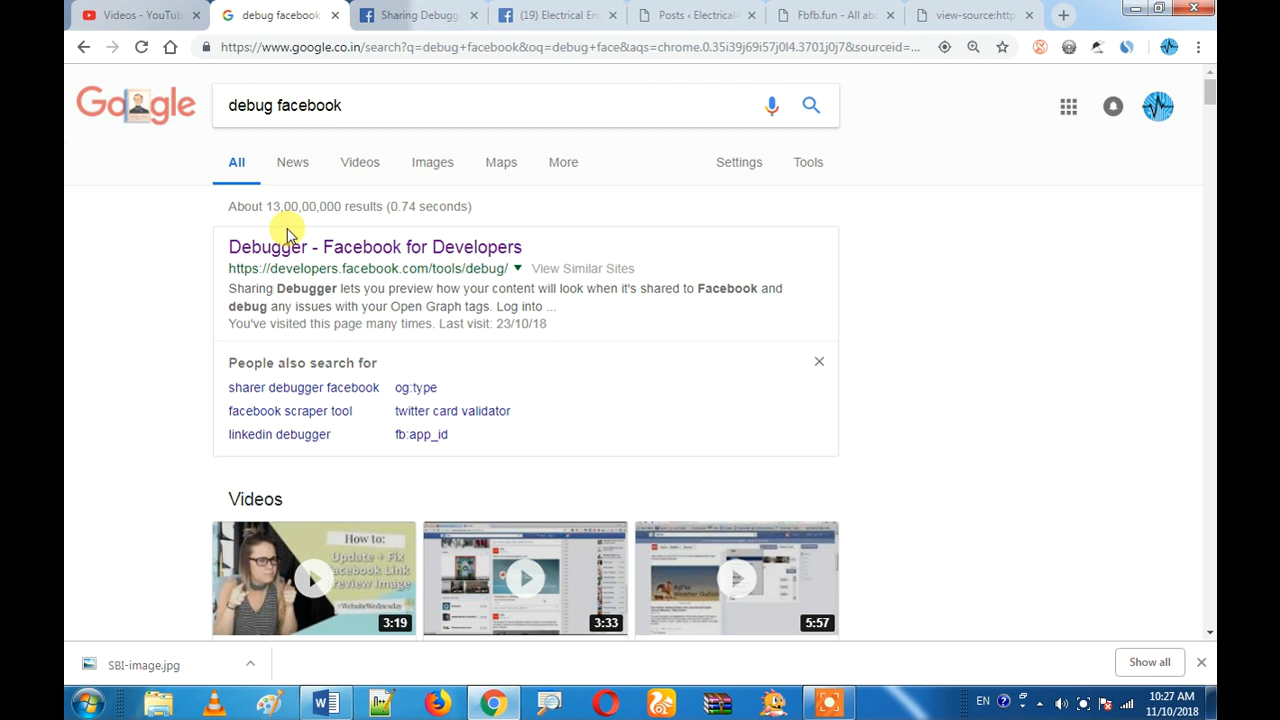 Videos - YouTub
debug facebook
Sharing Debugg
(19) Electrical En
Posts ‹ Electrical-
Fbfb.fun - All abo
view-source:http
https://www.google.co.in/search?q=debug+facebook&oq=debug+face&aqs=chrome.0.35i39j69i57j0l4.3701j0j7&sourceid=...
Google
debug facebook
All News Videos Images Maps More Settings Tools
About 13,00,00,000 results (0.74 seconds)
Debugger - Facebook for Developers
https://developers.facebook.com/tools/debug/ ▼ View Similar Sites
Sharing Debugger lets you preview how your content will look when it's shared to Facebook and
debug any issues with your Open Graph tags. Log into ...
You've visited this page many times. Last visit: 23/10/18
People also search for
sharer debugger facebook og:type
facebook scraper tool twitter card validator
linkedin debugger fb:app_id
Videos
How to:
Update + Fix
Facebook Link
Preview Image
#WebsiteWednesday
3:19
3:33
5:57
SBI-image.jpg
Show all
EN
10:27 AM
11/10/2018